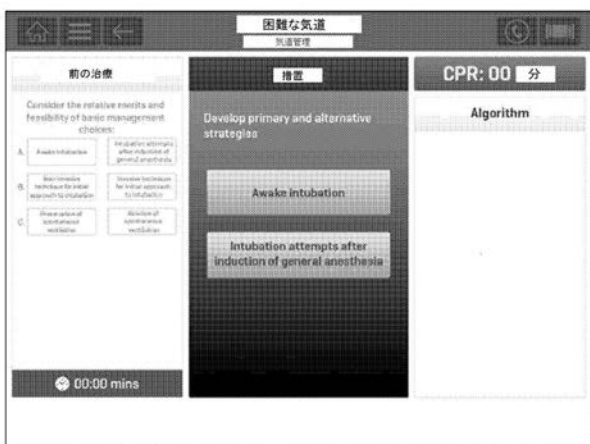 困難な気道
気道管理
前の治療
Consider the relative merits and
feasibility of basic management
choices:
A.
Awake intubation
Intubation attempts
after induction of
general anesthesia
B.
Non-invasive
technique for initial
approach to intubation
Invasive technique
for initial approach
to intubation
C.
Preservation of
spontaneous
ventilation
Ablation of
spontaneous
ventilation
00:00 mins
措置
Develop primary and alternative
strategies
Awake intubation
Intubation attempts after
induction of general anesthesia
CPR: 00 分
Algorithm